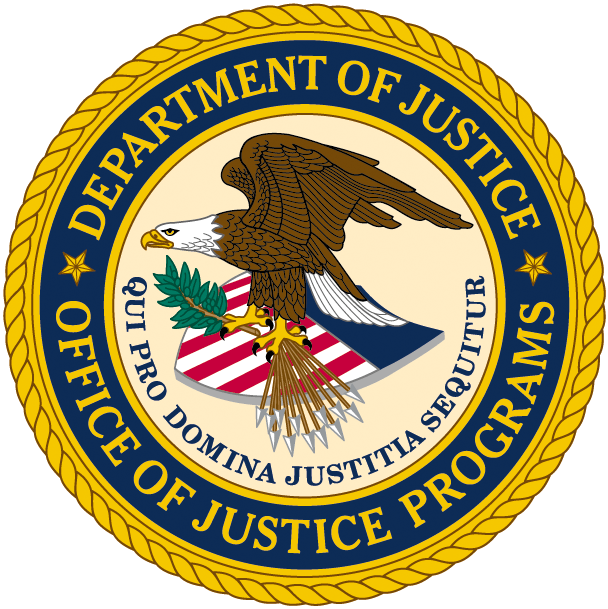 DEPARTMENT OF JUSTICE
OFFICE OF JUSTICE PROGRAMS
QUI PRO DOMINA JUSTITIA SEQUITUR